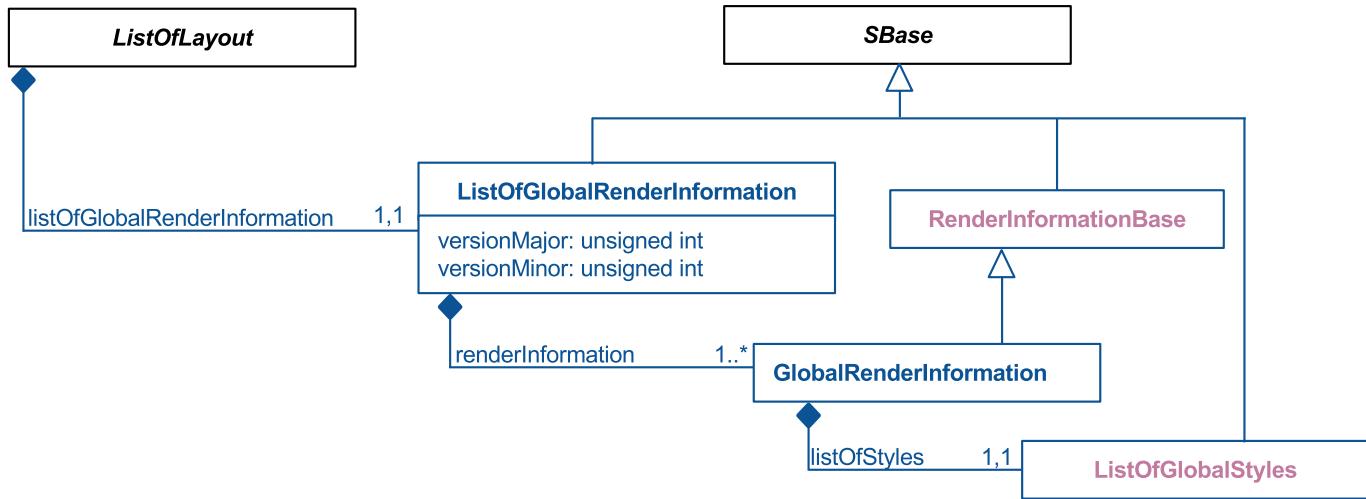 ListOfLayout
SBase
ListOfGlobalRenderInformation
listOfGlobalRenderInformation 1,1
versionMajor: unsigned int
versionMinor: unsigned int
RenderInformationBase
renderInformation 1..*
GlobalRenderInformation
listOfStyles 1,1
ListOfGlobalStyles